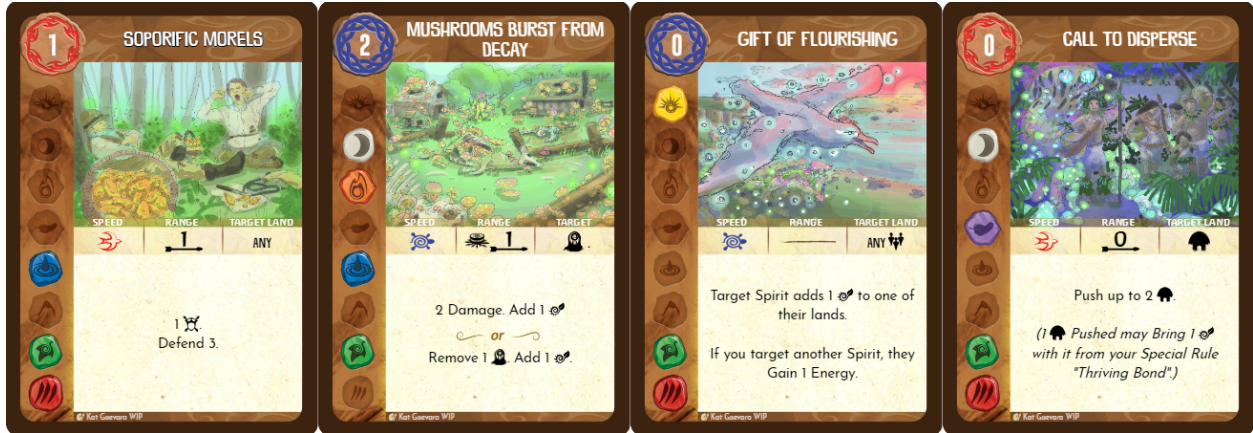 1
SOPORIFIC MORELS
SPEED RANGE TARGET LAND
1 ANY
1 .
Defend 3.
Kat Guevara WIP
2
MUSHROOMS BURST FROM
DECAY
SPEED RANGE TARGET
1
2 Damage. Add 1
or
Remove 1 . Add 1 .
Kat Guevara WIP
0
GIFT OF FLOURISHING
SPEED RANGE TARGET LAND
ANY
Target Spirit adds 1 to one of
their lands.
If you target another Spirit, they
Gain 1 Energy.
Kat Guevara WIP
0
CALL TO DISPERSE
SPEED RANGE TARGET LAND
0
Push up to 2 .
(1 Pushed may Bring 1
with it from your Special Rule
"Thriving Bond".)
Kat Guevara WIP